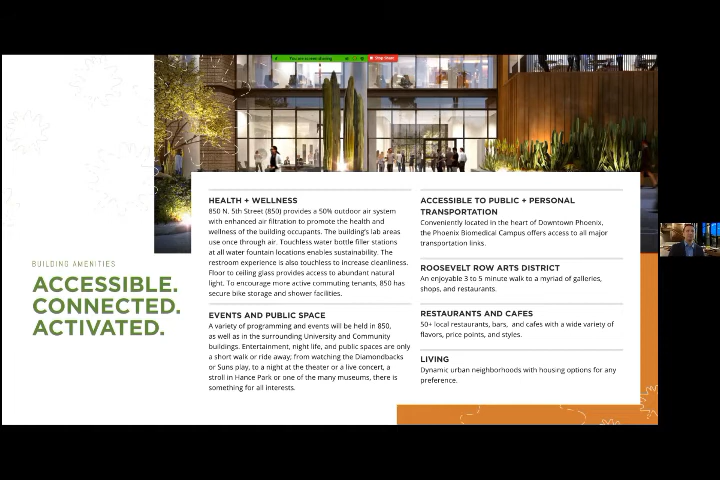 You are screen sharing
Stop Share
BUILDING AMENITIES
ACCESSIBLE.
CONNECTED.
ACTIVATED.
HEALTH + WELLNESS
850 N. 5th Street (850) provides a 50% outdoor air system
with enhanced air filtration to promote the health and
wellness of the building occupants. The building's lab areas
use once through air. Touchless water bottle filler stations
at all water fountain locations enables sustainability. The
restroom experience is also touchless to increase cleanliness.
Floor to ceiling glass provides access to abundant natural
light. To encourage more active commuting tenants, 850 has
secure bike storage and shower facilities.
EVENTS AND PUBLIC SPACE
A variety of programming and events will be held in 850,
as well as in the surrounding University and Community
buildings. Entertainment, night life, and public spaces are only
a short walk or ride away; from watching the Diamondbacks
or Suns play, to a night at the theater or a live concert, a
stroll in Hance Park or one of the many museums, there is
something for all interests.
ACCESSIBLE TO PUBLIC + PERSONAL
TRANSPORTATION
Conveniently located in the heart of Downtown Phoenix,
the Phoenix Biomedical Campus offers access to all major
transportation links.
ROOSEVELT ROW ARTS DISTRICT
An enjoyable 3 to 5 minute walk to a myriad of galleries,
shops, and restaurants.
RESTAURANTS AND CAFES
50+ local restaurants, bars, and cafes with a wide variety of
flavors, price points, and styles.
LIVING
Dynamic urban neighborhoods with housing options for any
preference.